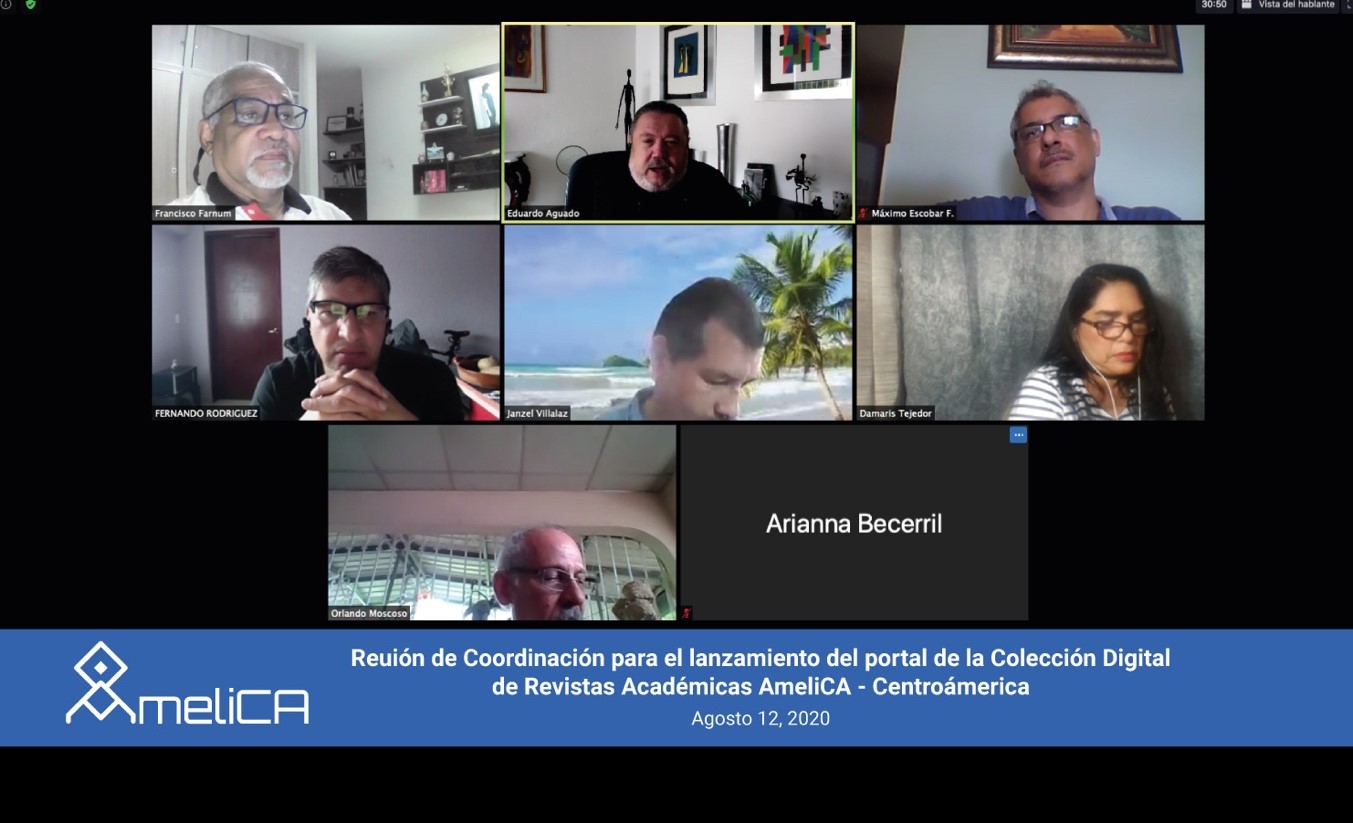 30:50 Vista del hablante
Francisco Farnum
Eduardo Aguado
Máximo Escobar F.
FERNANDO RODRIGUEZ
Janzel Villalaz
Damaris Tejedor
Orlando Moscoso
Arianna Becerril
AmeliCA
Reuión de Coordinación para el lanzamiento del portal de la Colección Digital
de Revistas Académicas AmeliCA - Centroámerica
Agosto 12, 2020